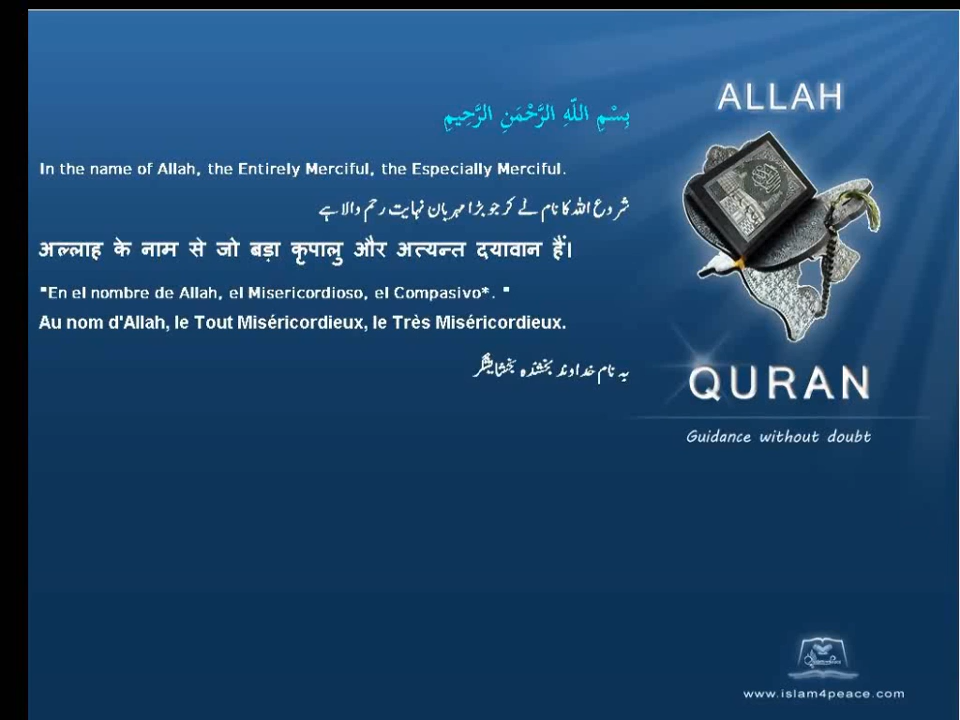 بِسْمِ اللَّهِ الرَّحْمَنِ الرَّحِيمِ
In the name of Allah, the Entirely Merciful, the Especially Merciful.
شروع الله کا نام لے کر جو بڑا مہربان نہایت رحم والا ہے
अल्लाह के नाम से जो बड़ा कृपालु और अत्यन्त दयावान हैं।
"En el nombre de Allah, el Misericordioso, el Compasivo*. "
Au nom d'Allah, le Tout Miséricordieux, le Très Miséricordieux.
به نام خداوند بخشنده بخشایشگر
ALLAH
QURAN
Guidance without doubt
www.islam4peace.com